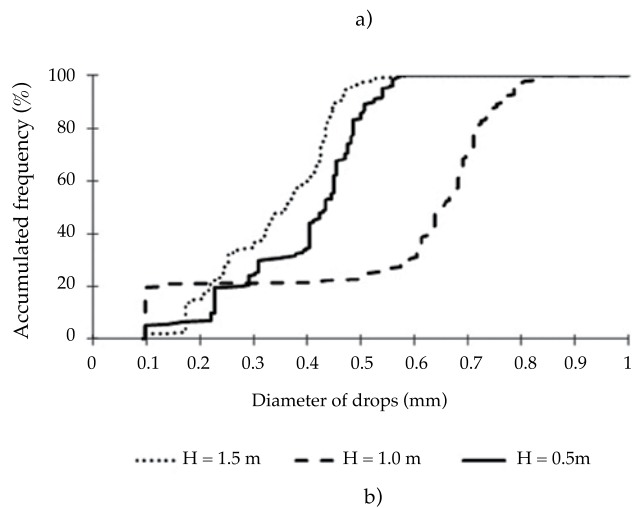 a)
Accumulated frequency (%)
100
80
60
40
20
0
0 0.1 0.2 0.3 0.4 0.5 0.6 0.7 0.8 0.9 1
Diameter of drops (mm)
H = 1.5 m H = 1.0 m H = 0.5m
b)